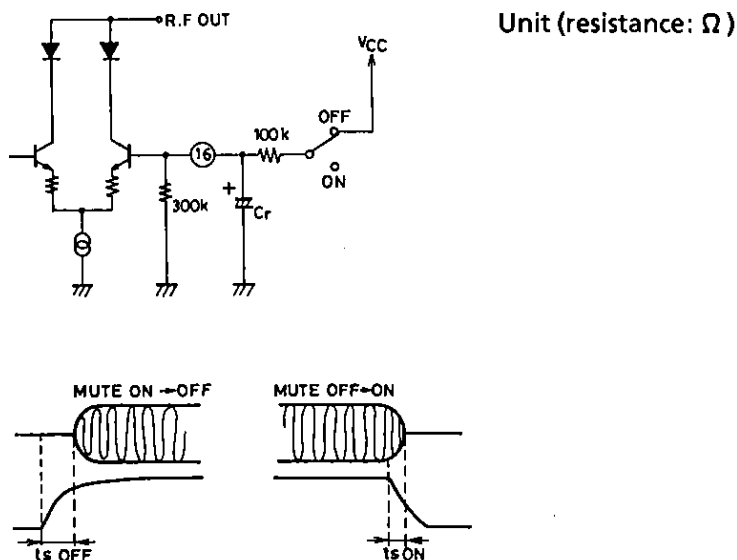 R.F OUT
Unit (resistance: Ω)
VCC
OFF
100k
16
ON
+
300k
Cr
MUTE ON → OFF
MUTE OFF→ON
ts OFF
ts ON